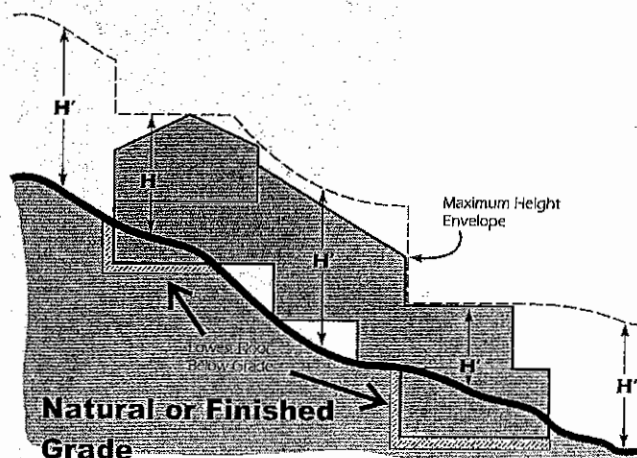 H'
H
Maximum Height
Envelope
H'
Lowest Floor
Below Grade
H'
H'
Natural or Finished
Grade